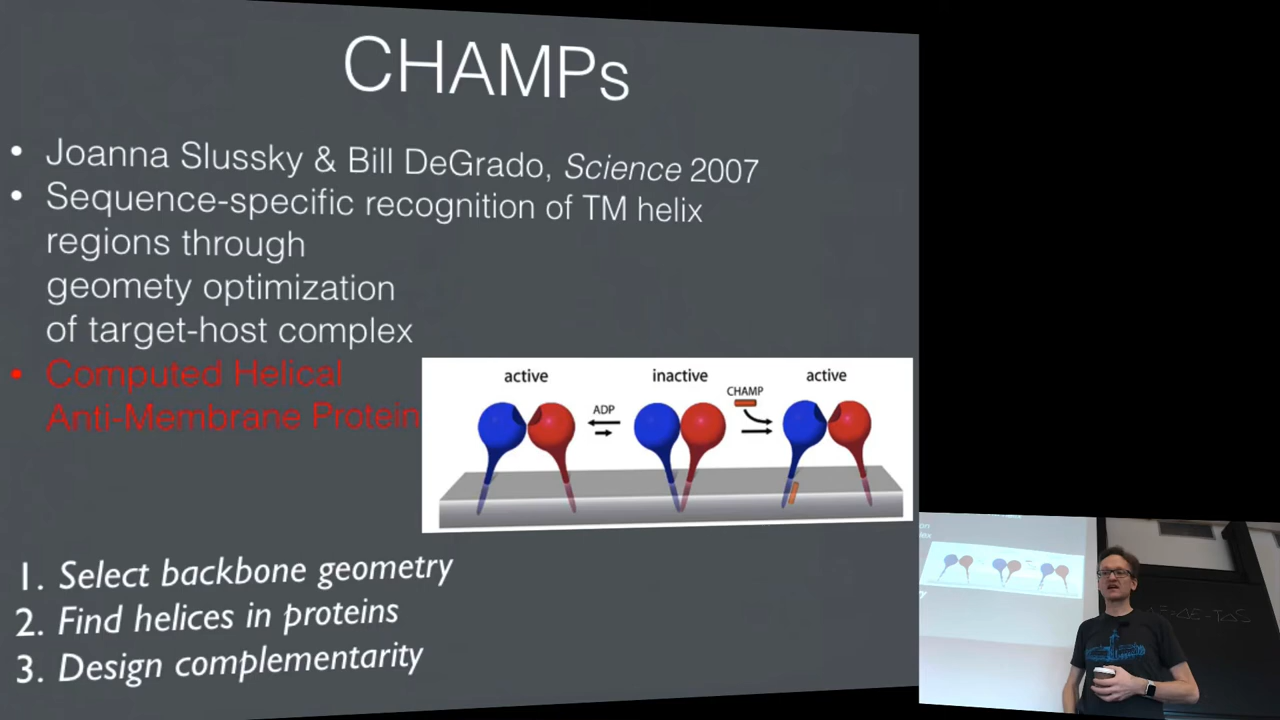 CHAMPs
• Joanna Slussky & Bill DeGrado, Science 2007
• Sequence-specific recognition of TM helix
regions through
geomety optimization
of target-host complex
• Computed Helical
Anti-Membrane Protein
active
inactive
active
ADP
CHAMP
1. Select backbone geometry
2. Find helices in proteins
3. Design complementarity